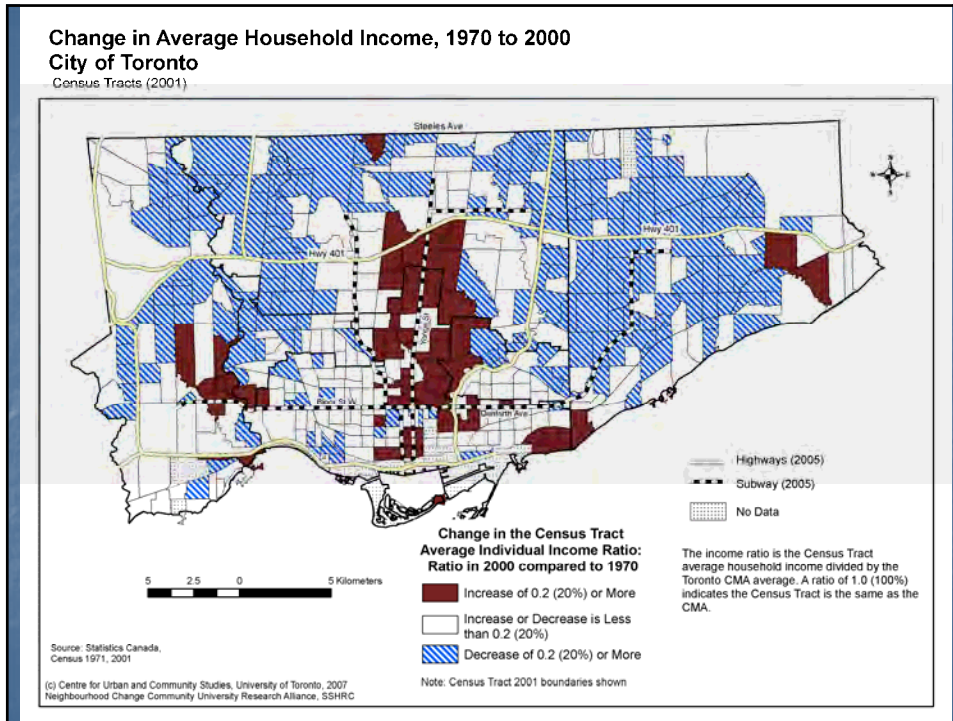 Change in Average Household Income, 1970 to 2000
City of Toronto
Census Tracts (2001)
Steeles Ave
N
W E
S
Hwy 401
Hwy 401
Yonge St
Bloor St W
Danforth Ave
Highways (2005)
Subway (2005)
No Data
Change in the Census Tract
Average Individual Income Ratio:
Ratio in 2000 compared to 1970
Increase of 0.2 (20%) or More
Increase or Decrease is Less
than 0.2 (20%)
Decrease of 0.2 (20%) or More
Note: Census Tract 2001 boundaries shown
The income ratio is the Census Tract
average household income divided by the
Toronto CMA average. A ratio of 1.0 (100%)
indicates the Census Tract is the same as the
CMA.
5 2.5 0 5 Kilometers
Source: Statistics Canada,
Census 1971, 2001
(c) Centre for Urban and Community Studies, University of Toronto, 2007
Neighbourhood Change Community University Research Alliance, SSHRC